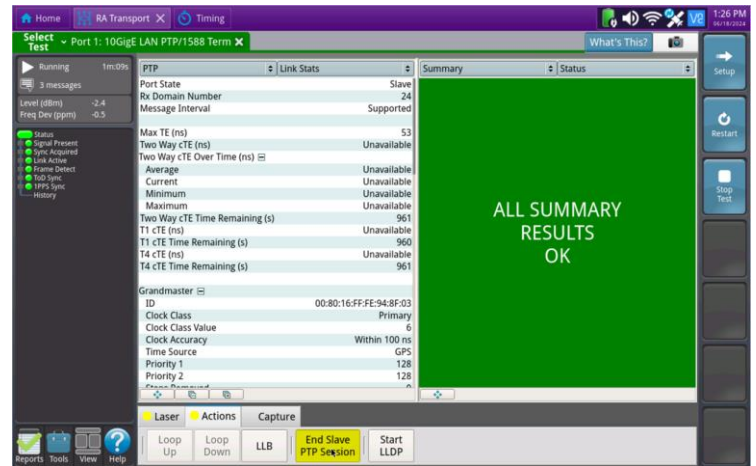 Home
RA Transport X
Timing
1:26 PM
06/18/2024
Select Test
Port 1: 10GigE LAN PTP/1588 Term X
What's This?
Running 1m:09s
3 messages
Level (dBm) -2.4
Freq Dev (ppm) -0.5
Status
Signal Present
Sync Acquired
Link Active
Frame Detect
ToD Sync
1PPS Sync
History
PTP
Link Stats
Port State Slave
Rx Domain Number 24
Message Interval Supported
Max TE (ns) 53
Two Way cTE (ns) Unavailable
Two Way cTE Over Time (ns)
Average Unavailable
Current Unavailable
Minimum Unavailable
Maximum Unavailable
Two Way cTE Time Remaining (s) 961
T1 cTE (ns) Unavailable
T1 cTE Time Remaining (s) 960
T4 cTE (ns) Unavailable
T4 cTE Time Remaining (s) 961
Grandmaster
ID 00:80:16:FF:FE:94:8F:03
Clock Class Primary
Clock Class Value 6
Clock Accuracy Within 100 ns
Time Source GPS
Priority 1 128
Priority 2 128
Summary
Status
ALL SUMMARY
RESULTS
OK
Setup
Restart
Stop
Test
Laser
Actions
Capture
Loop Up
Loop Down
LLB
End Slave PTP Session
Start LLDP
Reports
Tools
View
Help